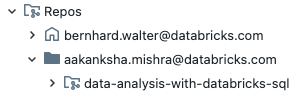 Repos
bernhard.walter@databricks.com
aakanksha.mishra@databricks.com
data-analysis-with-databricks-sql